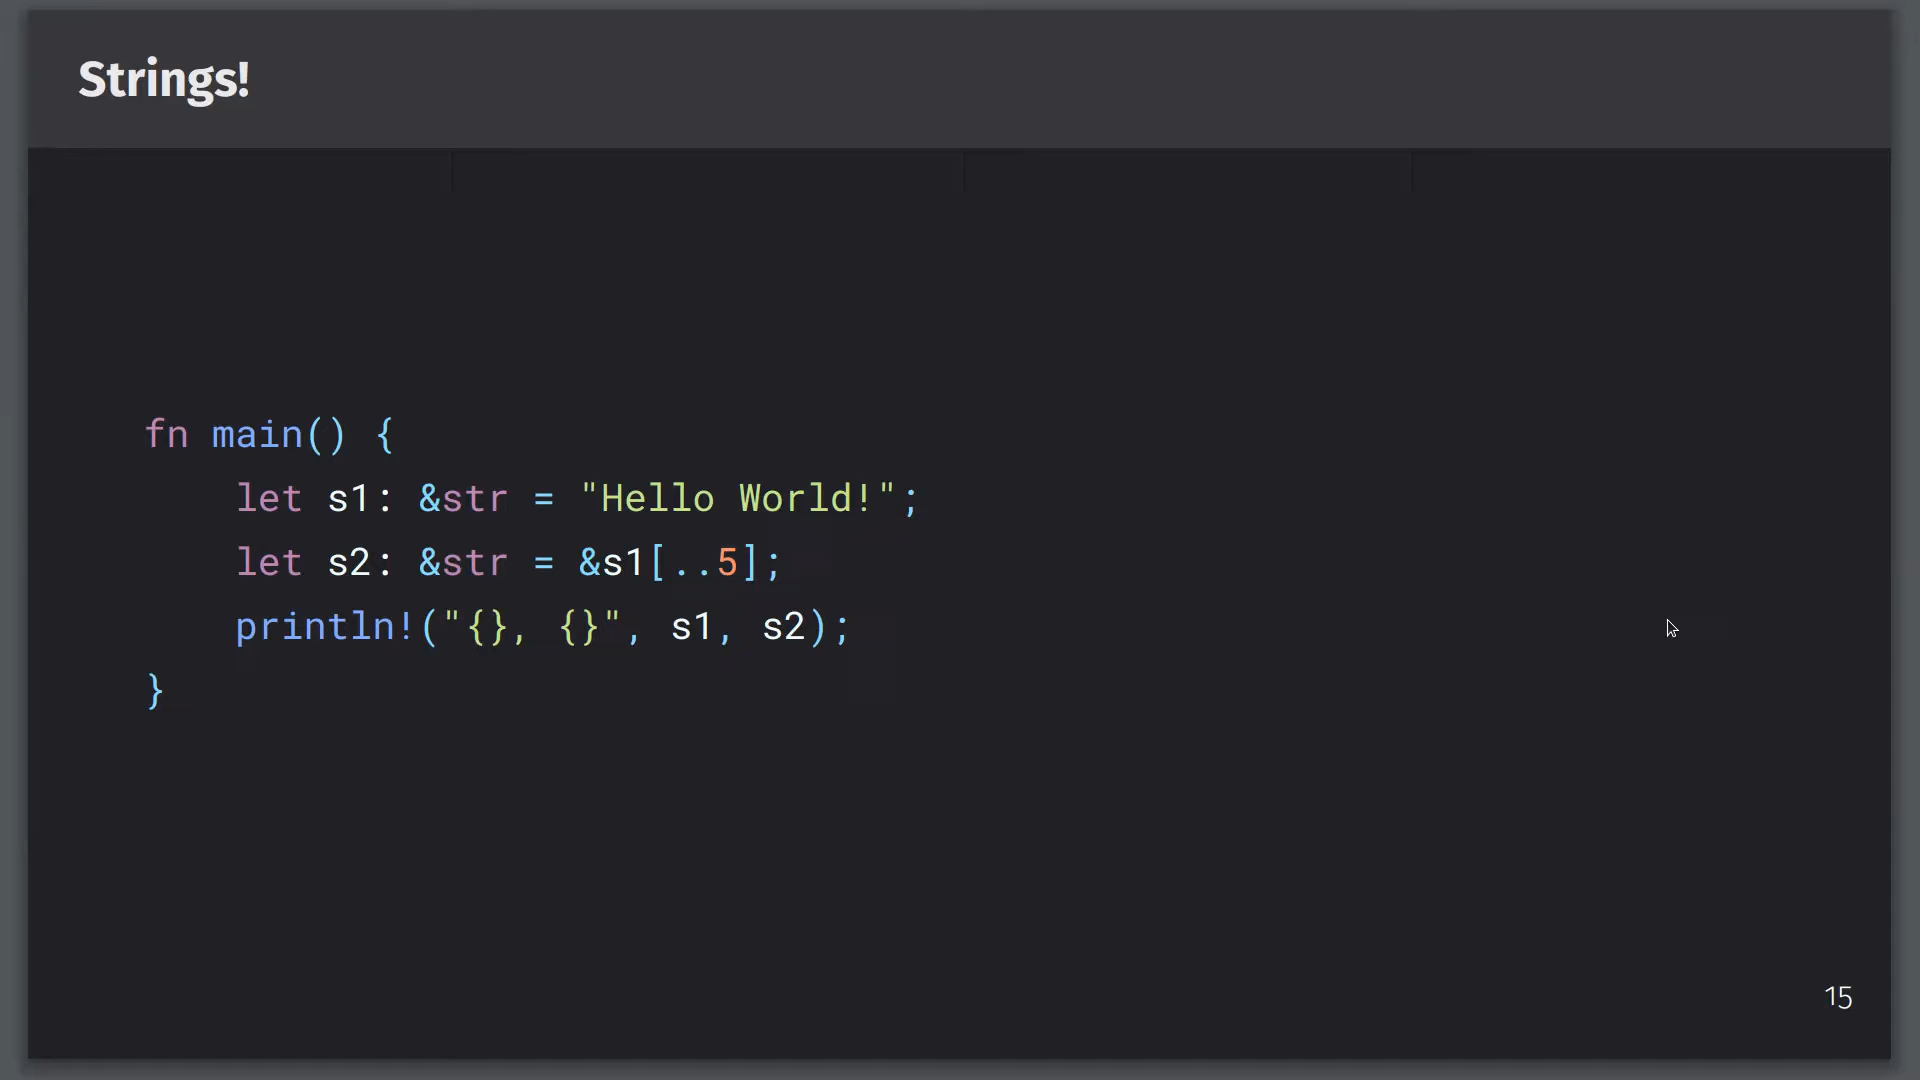 Strings!
fn main() {
    let s1: &str = "Hello World!";
    let s2: &str = &s1[..5];
    println!("{}, {}", s1, s2);
}
15